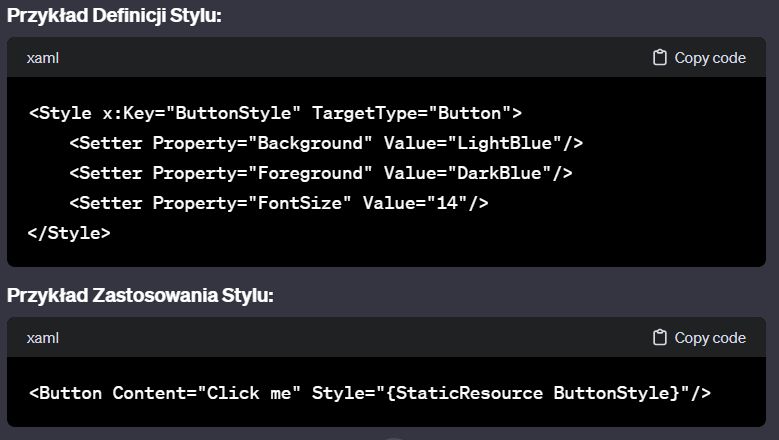 Przykład Definicji Stylu:
xaml Copy code
<Style x:Key="ButtonStyle" TargetType="Button">
    <Setter Property="Background" Value="LightBlue"/>
    <Setter Property="Foreground" Value="DarkBlue"/>
    <Setter Property="FontSize" Value="14"/>
</Style>
Przykład Zastosowania Stylu:
xaml Copy code
<Button Content="Click me" Style="{StaticResource ButtonStyle}"/>